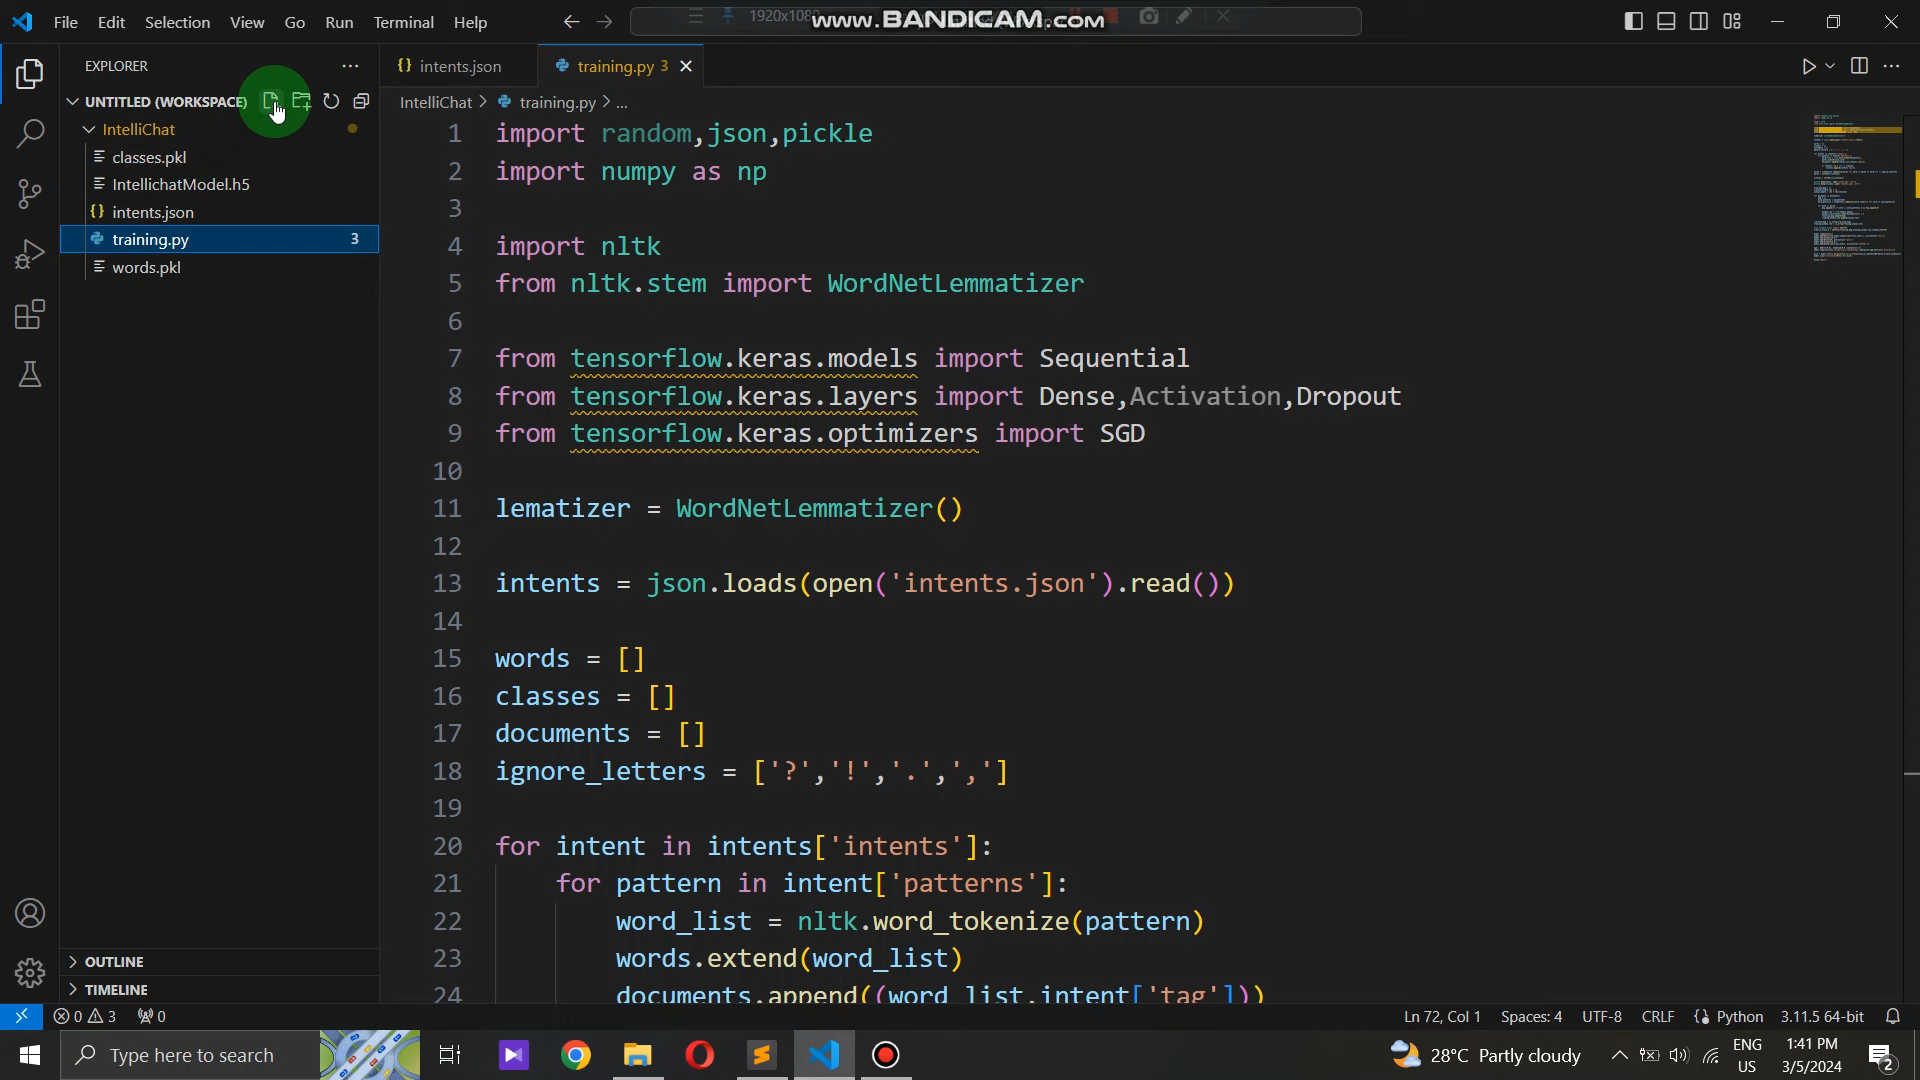 File Edit Selection View Go Run Terminal Help
1920x1080
www.BANDICAM.com
EXPLORER
intents.json
training.py 3
UNTITLED (WORKSPACE)
IntelliChat > training.py > ...
IntelliChat
classes.pkl
IntellichatModel.h5
intents.json
training.py 3
words.pkl
1 import random,json,pickle
2 import numpy as np
3
4 import nltk
5 from nltk.stem import WordNetLemmatizer
6
7 from tensorflow.keras.models import Sequential
8 from tensorflow.keras.layers import Dense,Activation,Dropout
9 from tensorflow.keras.optimizers import SGD
10
11 lematizer = WordNetLemmatizer()
12
13 intents = json.loads(open('intents.json').read())
14
15 words = []
16 classes = []
17 documents = []
18 ignore_letters = ['?','!','.',',']
19
20 for intent in intents['intents']:
21 for pattern in intent['patterns']:
22 word_list = nltk.word_tokenize(pattern)
23 words.extend(word_list)
24 documents.append((word_list,intent['tag']))
OUTLINE
TIMELINE
0 3 0
Ln 72, Col 1 Spaces: 4 UTF-8 CRLF Python 3.11.5 64-bit
Type here to search
28°C Partly cloudy
ENG
US
1:41 PM
3/5/2024
2